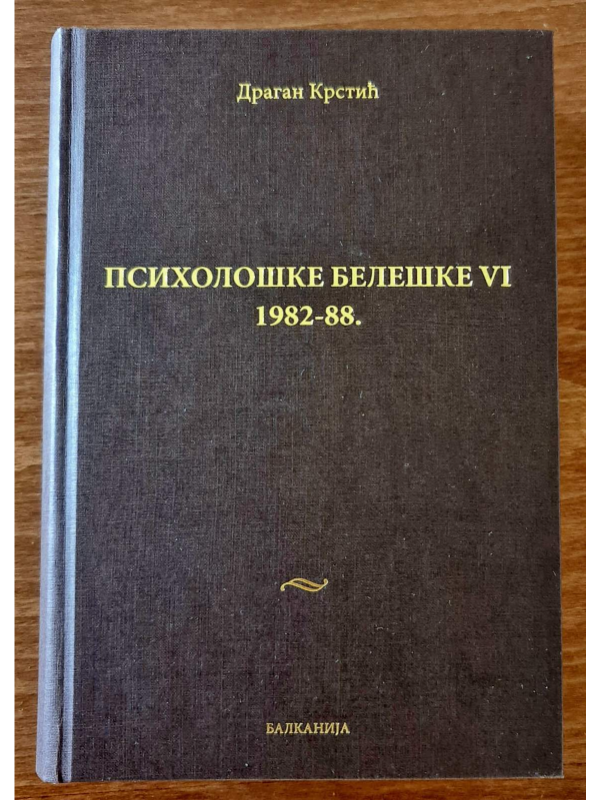 Драган Крстић
ПСИХОЛОШКЕ БЕЛЕШКЕ VI
1982-88.
БАЛКАНИЈА